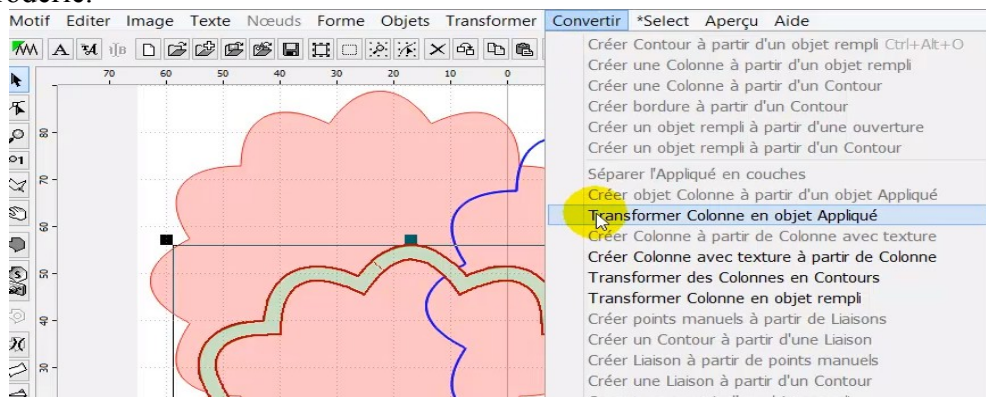 roderie.
Motif Editer Image Texte Nœuds Forme Objets Transformer Convertir *Select Aperçu Aide
70 60 50 40 30 20 10 0
80
70
60
50
40
30
Créer Contour à partir d'un objet rempli Ctrl+Alt+O
Créer une Colonne à partir d'un objet rempli
Créer une Colonne à partir d'un Contour
Créer bordure à partir d'un Contour
Créer un objet rempli à partir d'une ouverture
Créer un objet rempli à partir d'un Contour
Séparer l'Appliqué en couches
Créer objet Colonne à partir d'un objet Appliqué
Transformer Colonne en objet Appliqué
Créer Colonne à partir de Colonne avec texture
Créer Colonne avec texture à partir de Colonne
Transformer des Colonnes en Contours
Transformer Colonne en objet rempli
Créer points manuels à partir de Liaisons
Créer un Contour à partir d'une Liaison
Créer Liaison à partir de points manuels
Créer une Liaison à partir d'un Contour